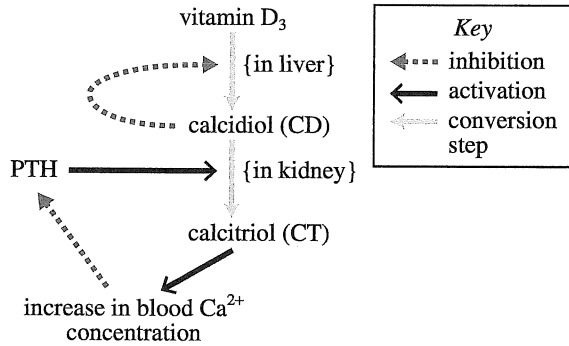 vitamin D₃
{in liver}
calcidiol (CD)
PTH
{in kidney}
calcitriol (CT)
increase in blood Ca²⁺
concentration
Key
inhibition
activation
conversion
step